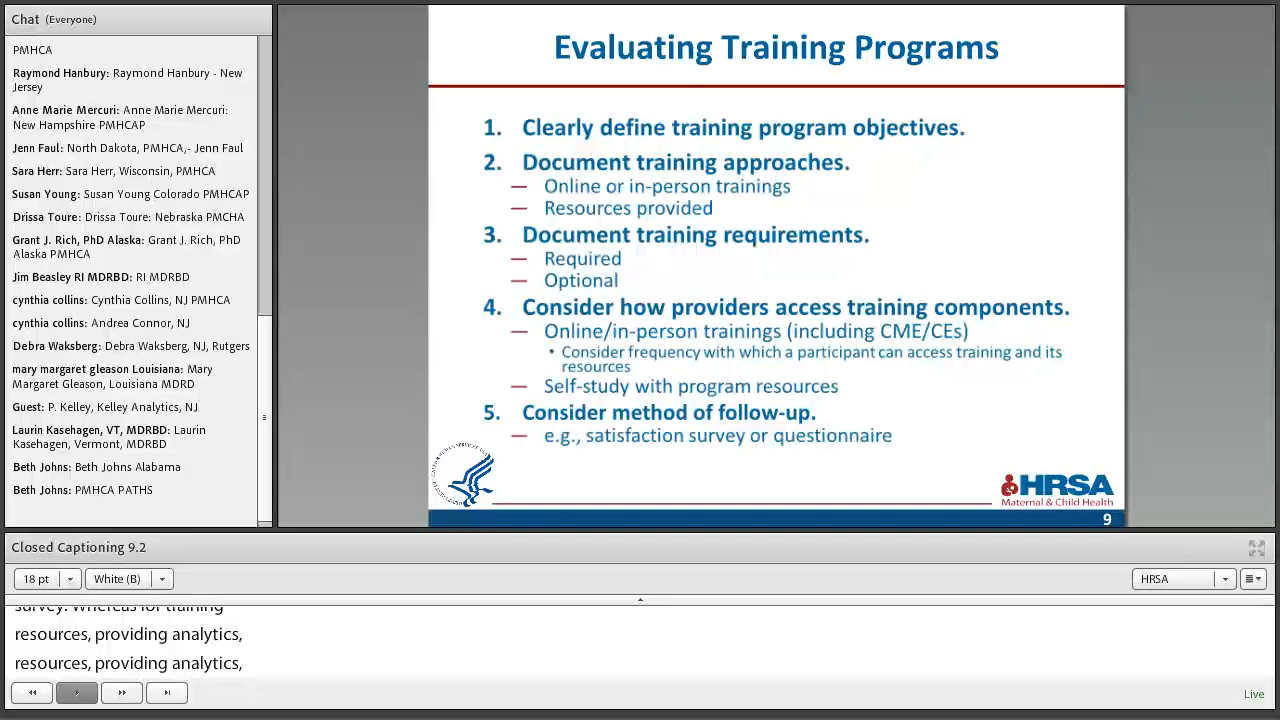 Chat (Everyone)
PMHCA
Raymond Hanbury: Raymond Hanbury - New
Jersey
Anne Marie Mercuri: Anne Marie Mercuri:
New Hampshire PMHCAP
Jenn Faul: North Dakota, PMHCA,- Jenn Faul
Sara Herr: Sara Herr, Wisconsin, PMHCA
Susan Young: Susan Young Colorado PMHCAP
Drissa Toure: Drissa Toure: Nebraska PMCHA
Grant J. Rich, PhD Alaska: Grant J. Rich, PhD
Alaska PMHCA
Jim Beasley RI MDRBD: RI MDRBD
cynthia collins: Cynthia Collins, NJ PMHCA
cynthia collins: Andrea Connor, NJ
Debra Waksberg: Debra Waksberg, NJ, Rutgers
mary margaret gleason Louisiana: Mary
Margaret Gleason, Louisiana MDRD
Guest: P. Kelley, Kelley Analytics, NJ
Laurin Kasehagen, VT, MDRBD: Laurin
Kasehagen, Vermont, MDRBD
Beth Johns: Beth Johns Alabama
Beth Johns: PMHCA PATHS
Evaluating Training Programs
1. Clearly define training program objectives.
2. Document training approaches.
— Online or in-person trainings
— Resources provided
3. Document training requirements.
— Required
— Optional
4. Consider how providers access training components.
— Online/in-person trainings (including CME/CEs)
• Consider frequency with which a participant can access training and its
resources
— Self-study with program resources
5. Consider method of follow-up.
— e.g., satisfaction survey or questionnaire
HRSA
Maternal & Child Health
9
Closed Captioning 9.2
18 pt
White (B)
HRSA
survey. Whereas for training
resources, providing analytics,
resources, providing analytics,
Live